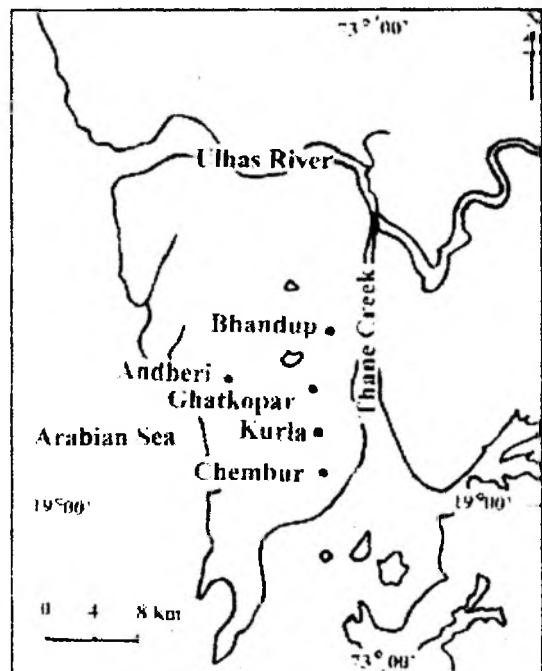 73°00'
Ulhas River
Thane Creek
Bhandup
Andheri
Ghatkopar
Kurla
Arabian Sea
Chembur
19°00'
19°00'
0 4 8 km
73°00'